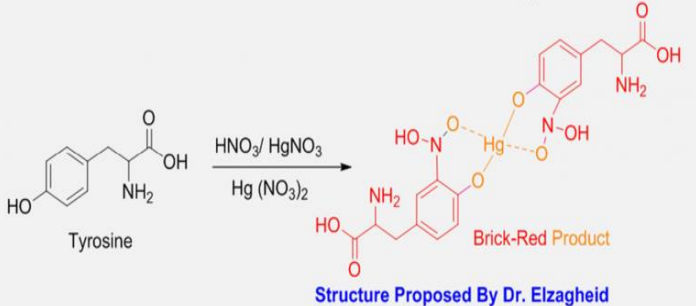 HO
O
OH
NH₂
Tyrosine
HNO₃/ HgNO₃
Hg (NO₃)₂
O
OH
NH₂
O
N-OH
O
Hg
O
HO
N
O
NH₂
HO
O
Brick-Red Product
Structure Proposed By Dr. Elzagheid